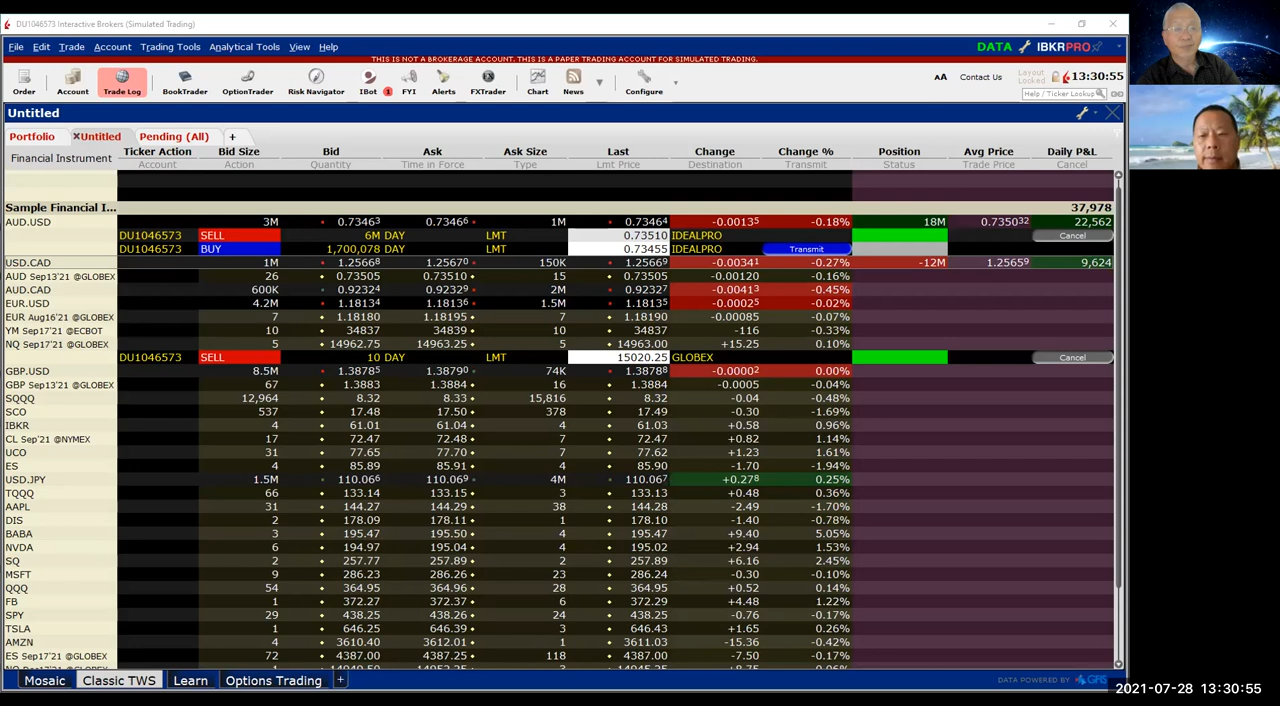 DU1046573 Interactive Brokers (Simulated Trading)
File Edit Trade Account Trading Tools Analytical Tools View Help DATA IBKRPRO
THIS IS NOT A BROKERAGE ACCOUNT. THIS IS A PAPER TRADING ACCOUNT FOR SIMULATED TRADING.
Order Account Trade Log BookTrader OptionTrader Risk Navigator IBot 1 FYI Alerts FXTrader Chart News Configure AA Contact Us Layout Locked 13:30:55
Help / Ticker Lookup
Untitled
Portfolio Untitled Pending (All) +
Financial Instrument Ticker Action Bid Size Bid Ask Ask Size Last Change Change % Position Avg Price Daily P&L
Account Action Quantity Time in Force Type Lmt Price Destination Transmit Status Trade Price Cancel
Sample Financial I... 37,978
AUD.USD 3M 0.73463 0.73466 1M 0.73464 -0.00135 -0.18% 18M 0.735032 22,562
DU1046573 SELL 6M DAY LMT 0.73510 IDEALPRO Cancel
DU1046573 BUY 1,700,078 DAY LMT 0.73455 IDEALPRO Transmit
USD.CAD 1M 1.25668 1.25670 150K 1.25669 -0.00341 -0.27% -12M 1.25659 9,624
AUD Sep13'21 @GLOBEX 26 0.73505 0.73510 15 0.73505 -0.00120 -0.16%
AUD.CAD 600K 0.92324 0.92329 2M 0.92327 -0.00413 -0.45%
EUR.USD 4.2M 1.18134 1.18136 1.5M 1.18135 -0.00025 -0.02%
EUR Aug16'21 @GLOBEX 7 1.18180 1.18195 7 1.18190 -0.00085 -0.07%
YM Sep17'21 @ECBOT 10 34837 34839 10 34837 -116 -0.33%
NQ Sep17'21 @GLOBEX 5 14962.75 14963.25 5 14963.00 +15.25 0.10%
DU1046573 SELL 10 DAY LMT 15020.25 GLOBEX Cancel
GBP.USD 8.5M 1.38785 1.38790 74K 1.38788 -0.00002 0.00%
GBP Sep13'21 @GLOBEX 67 1.3883 1.3884 16 1.3884 -0.0005 -0.04%
SQQQ 12,964 8.32 8.33 15,816 8.32 -0.04 -0.48%
SCO 537 17.48 17.50 378 17.49 -0.30 -1.69%
IBKR 4 61.01 61.04 4 61.03 +0.58 0.96%
CL Sep'21 @NYMEX 17 72.47 72.48 7 72.47 +0.82 1.14%
UCO 31 77.65 77.70 7 77.62 +1.23 1.61%
ES 4 85.89 85.91 4 85.90 -1.70 -1.94%
USD.JPY 1.5M 110.066 110.069 4M 110.067 +0.278 0.25%
TQQQ 66 133.14 133.15 3 133.13 +0.48 0.36%
AAPL 31 144.27 144.29 38 144.28 -2.49 -1.70%
DIS 2 178.09 178.11 1 178.10 -1.40 -0.78%
BABA 3 195.47 195.50 4 195.47 +9.40 5.05%
NVDA 6 194.97 195.04 4 195.02 +2.94 1.53%
SQ 2 257.77 257.89 2 257.89 +6.16 2.45%
MSFT 9 286.23 286.26 23 286.24 -0.30 -0.10%
QQQ 54 364.95 364.96 28 364.95 +0.52 0.14%
FB 1 372.27 372.37 6 372.29 +4.48 1.22%
SPY 29 438.25 438.26 24 438.25 -0.76 -0.17%
TSLA 1 646.25 646.39 3 646.43 +1.65 0.26%
AMZN 4 3610.40 3612.01 1 3611.03 -15.36 -0.42%
ES Sep17'21 @GLOBEX 72 4387.00 4387.25 118 4387.00 -7.50 -0.17%
Mosaic Classic TWS Learn Options Trading + DATA POWERED BY GFIS
2021-07-28 13:30:55